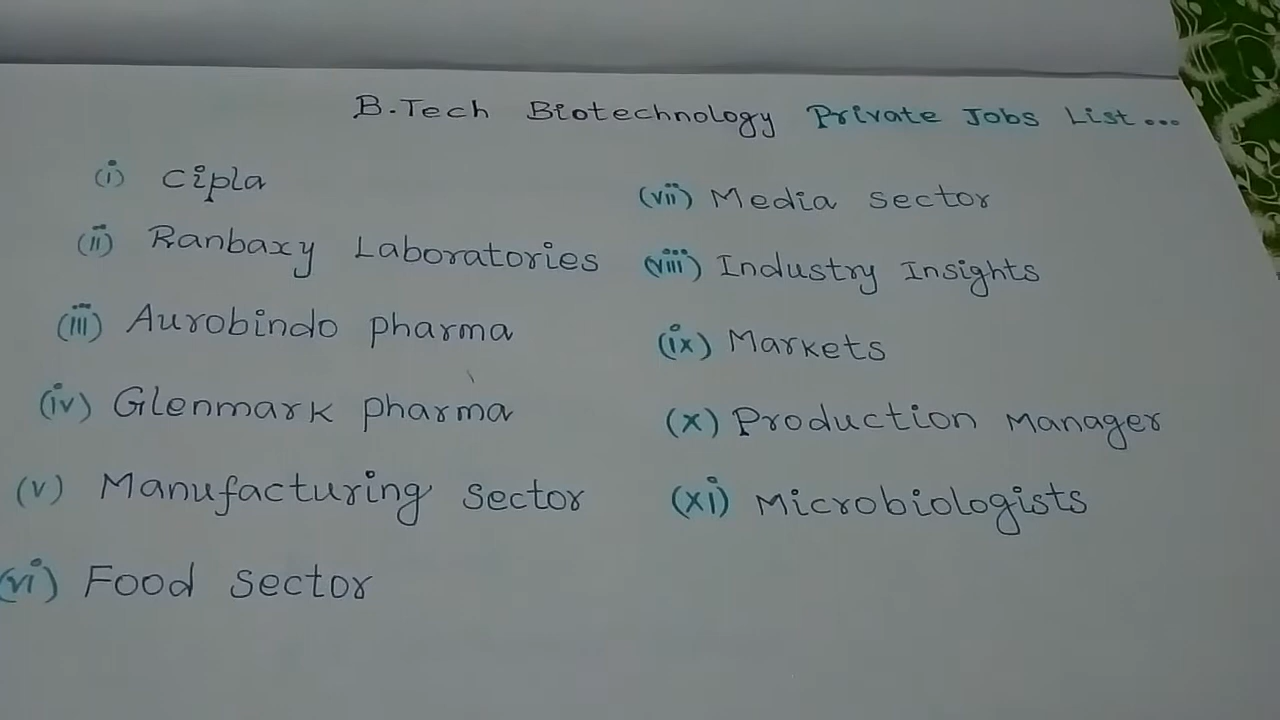 B.Tech Biotechnology Private Jobs List...
(i) Cipla
(ii) Ranbaxy Laboratories
(iii) Aurobindo pharma
(iv) Glenmark pharma
(v) Manufacturing Sector
(vi) Food Sector
(vii) Media Sector
(viii) Industry Insights
(ix) Markets
(x) Production Manager
(xi) Microbiologists